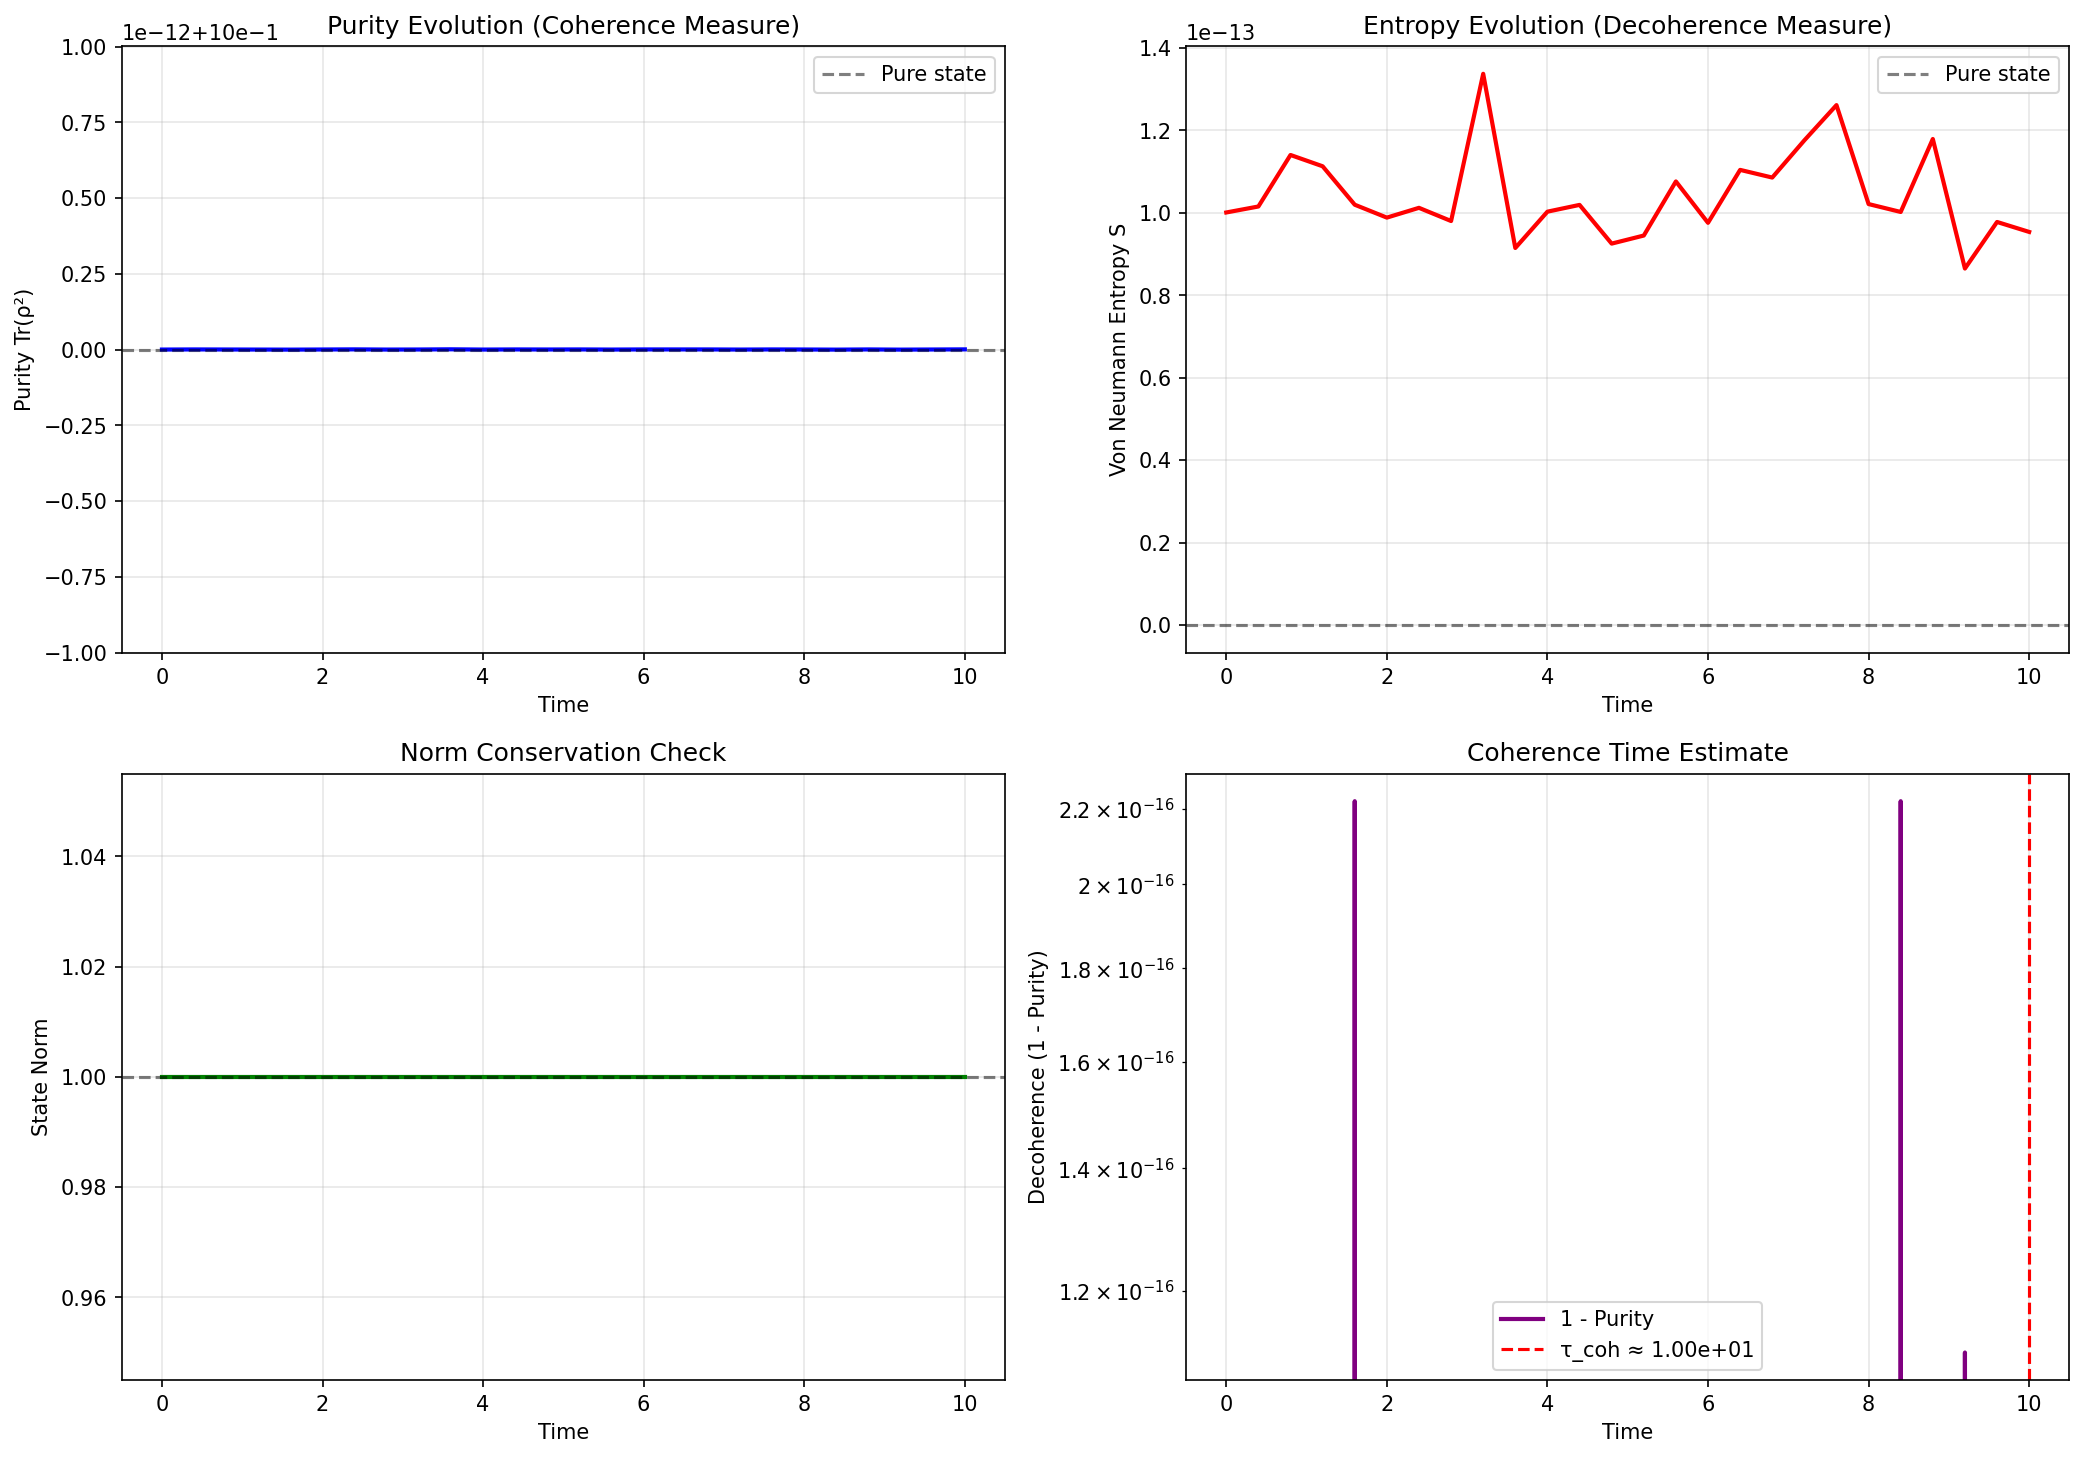 Purity Evolution (Coherence Measure)
1e−12+10e−1
1.00
0.75
0.50
0.25
0.00
−0.25
−0.50
−0.75
−1.00
Purity Tr(ρ²)
Pure state
0 2 4 6 8 10
Time
Entropy Evolution (Decoherence Measure)
1e−13
1.4
1.2
1.0
0.8
0.6
0.4
0.2
0.0
Von Neumann Entropy S
Pure state
0 2 4 6 8 10
Time
Norm Conservation Check
1.04
1.02
1.00
0.98
0.96
State Norm
0 2 4 6 8 10
Time
Coherence Time Estimate
2.2 × 10⁻¹⁶
2 × 10⁻¹⁶
1.8 × 10⁻¹⁶
1.6 × 10⁻¹⁶
1.4 × 10⁻¹⁶
1.2 × 10⁻¹⁶
Decoherence (1 - Purity)
1 - Purity
τ_coh ≈ 1.00e+01
0 2 4 6 8 10
Time